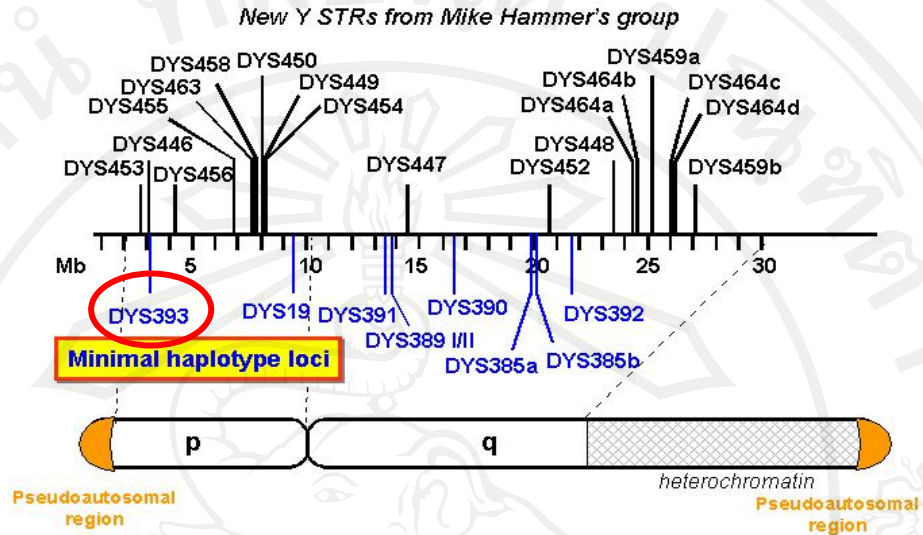 New Y STRs from Mike Hammer's group
DYS459a
DYS458 DYS450
DYS464b DYS464c
DYS463 DYS449
DYS455 DYS454
DYS464a DYS464d
DYS446
DYS448
DYS453 DYS456
DYS447
DYS452
DYS459b
Mb 5 10 15 20 25 30
DYS393
DYS19
DYS391
DYS390
DYS392
DYS389 I/II
DYS385a DYS385b
Minimal haplotype loci
p
q
heterochromatin
Pseudoautosomal
region
Pseudoautosomal
region